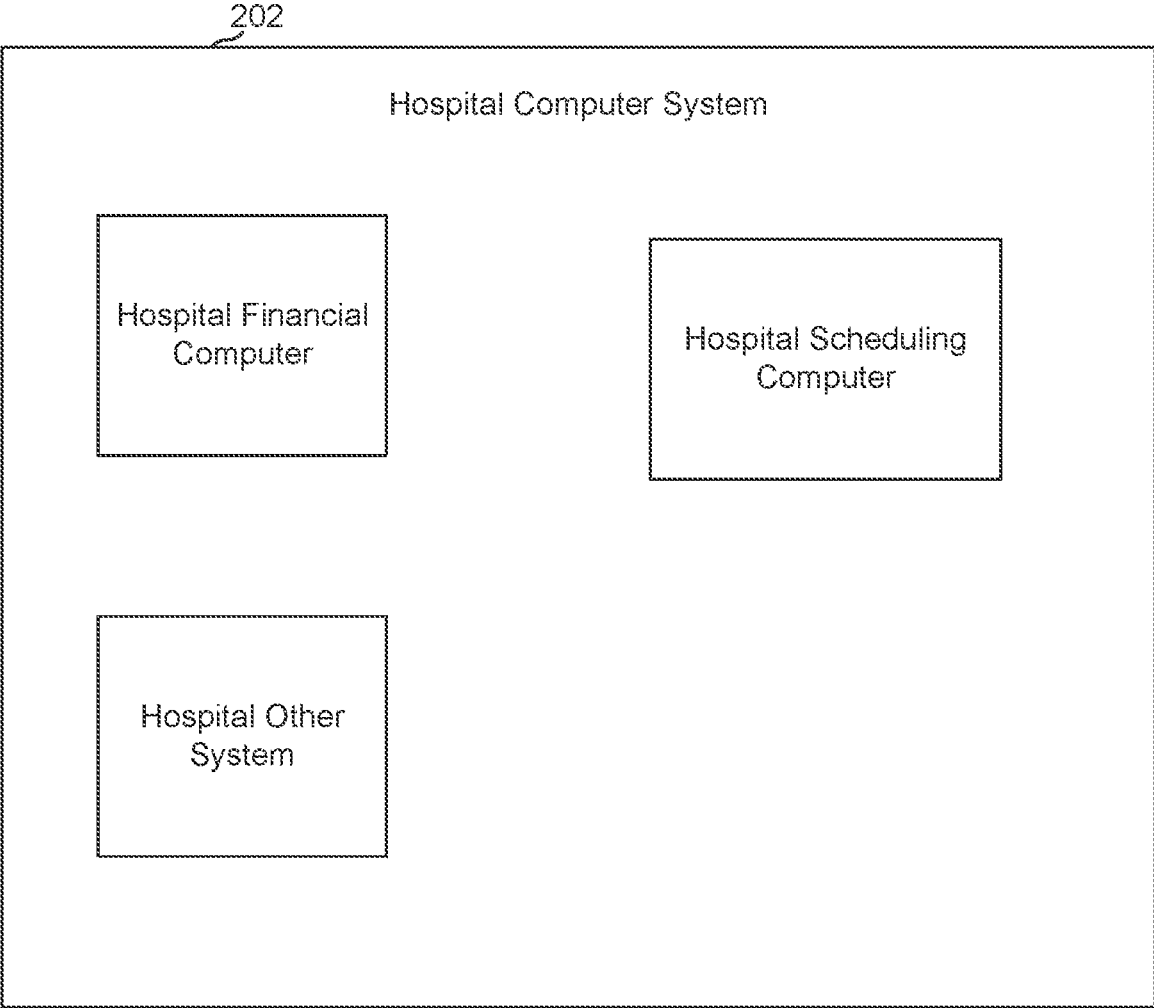 202
Hospital Computer System
Hospital Financial
Computer
Hospital Scheduling
Computer
Hospital Other
System